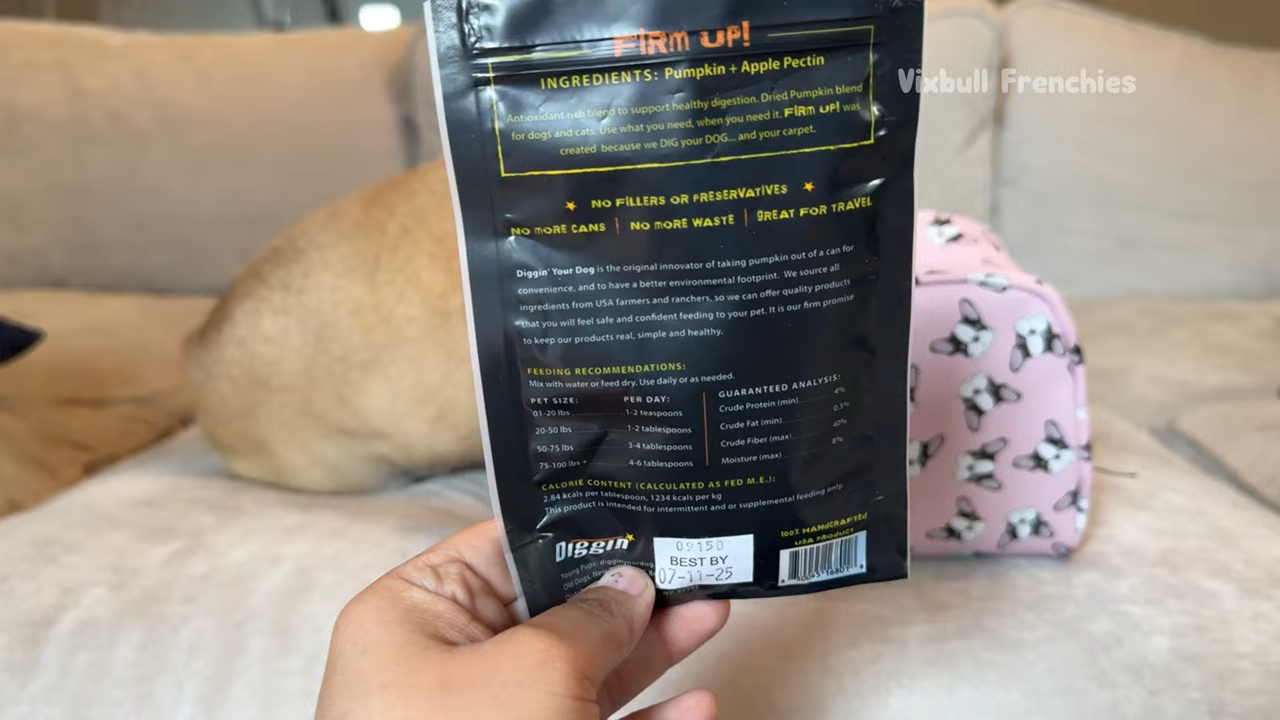 FIRM UP!
Vixbull Frenchies
INGREDIENTS: Pumpkin + Apple Pectin
Antioxidant rich blend to support healthy digestion. Dried Pumpkin blend
for dogs and cats. Use what you need, when you need it. FIRM UP! was
created because we DIG your DOG... and your carpet.
NO FILLERS OR PRESERVATIVES
NO MORE CANS | NO MORE WASTE | GREAT FOR TRAVEL
Diggin' Your Dog is the original innovator of taking pumpkin out of a can for
convenience, and to have a better environmental footprint. We source all
ingredients from USA farmers and ranchers, so we can offer quality products
that you will feel safe and confident feeding to your pet. It is our firm promise
to keep our products real, simple and healthy.
FEEDING RECOMMENDATIONS:
Mix with water or feed dry. Use daily or as needed.
PET SIZE: PER DAY:
01-20 lbs 1-2 teaspoons
20-50 lbs 1-2 tablespoons
50-75 lbs 3-4 tablespoons
75-100 lbs + 4-6 tablespoons
GUARANTEED ANALYSIS:
Crude Protein (min) 4%
Crude Fat (min) 0.5%
Crude Fiber (max) 40%
Moisture (max) 8%
CALORIE CONTENT (CALCULATED AS FED M.E.):
2.84 kcals per tablespoon, 1234 kcals per kg
This product is intended for intermittent and or supplemental feeding only.
100% HANDCRAFTED
USA PRODUCT
Diggin'
09150
BEST BY
07-11-25
Young Pups:
Old Dogs,